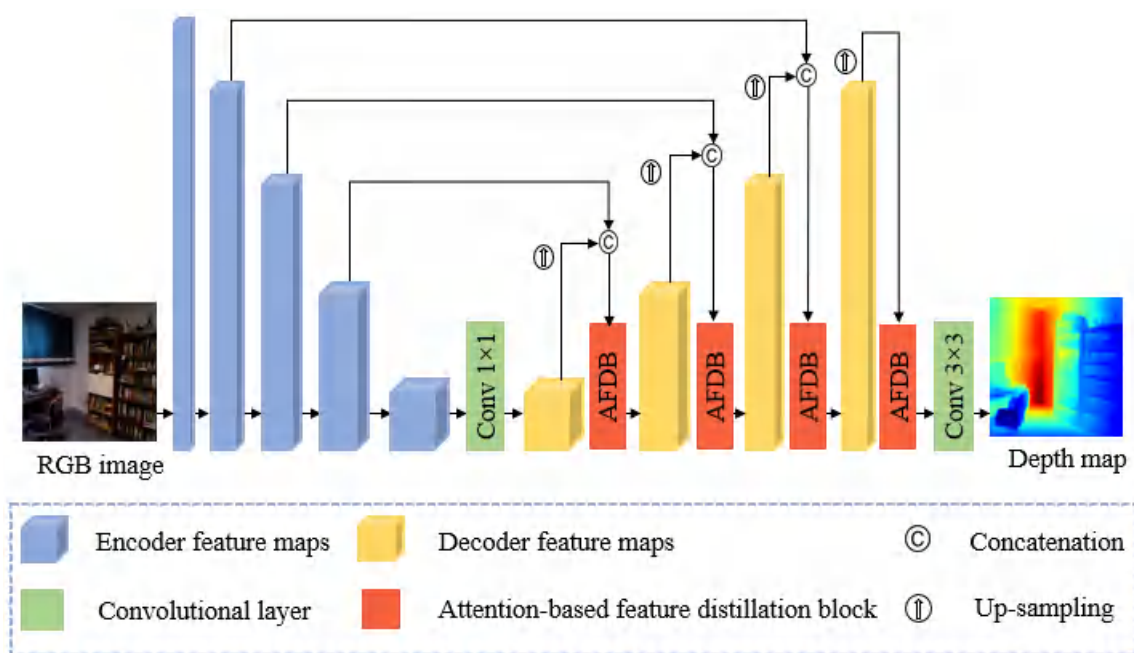 C
C
C
C
Conv 1×1
AFDB
AFDB
AFDB
AFDB
Conv 3×3
RGB image
Depth map
Encoder feature maps
Decoder feature maps
C
Concatenation
Convolutional layer
Attention-based feature distillation block
Up-sampling